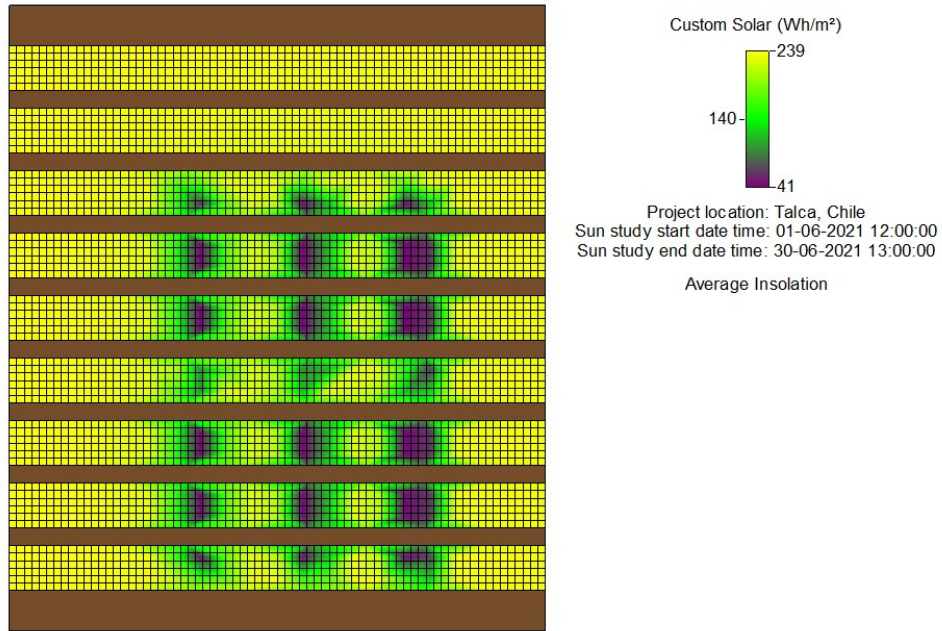 Custom Solar (Wh/m²)
239
140
41
Project location: Talca, Chile
Sun study start date time: 01-06-2021 12:00:00
Sun study end date time: 30-06-2021 13:00:00
Average Insolation